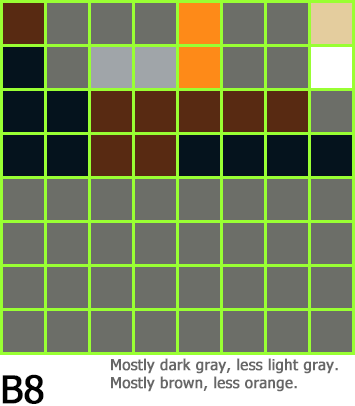 Mostly dark gray, less light gray.
Mostly brown, less orange.
B8